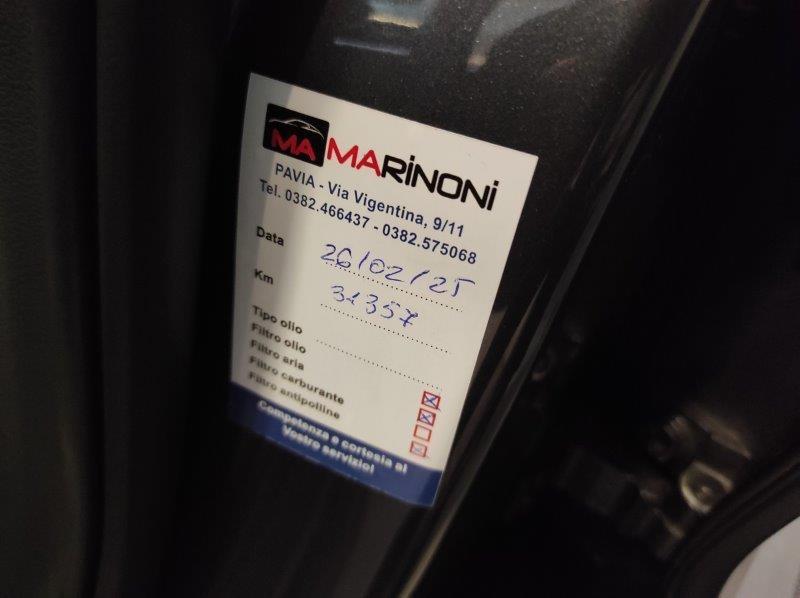 MA MARINONI
PAVIA - Via Vigentina, 9/11
Tel. 0382.466437 - 0382.575068
Data 26/02/25
Km 31357
Tipo olio
Filtro olio
Filtro aria
Filtro carburante
Filtro antipolline
Competenza e cortesia al
Vostro servizio!